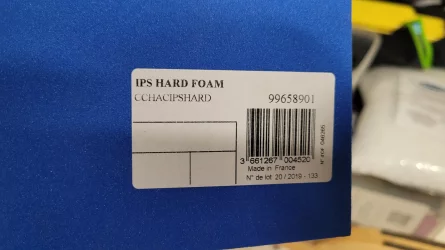 IPS HARD FOAM
CCHACIPSHARD
99658901
3 661267 004520
Made in France
N° de lot 20 / 2019 - 133